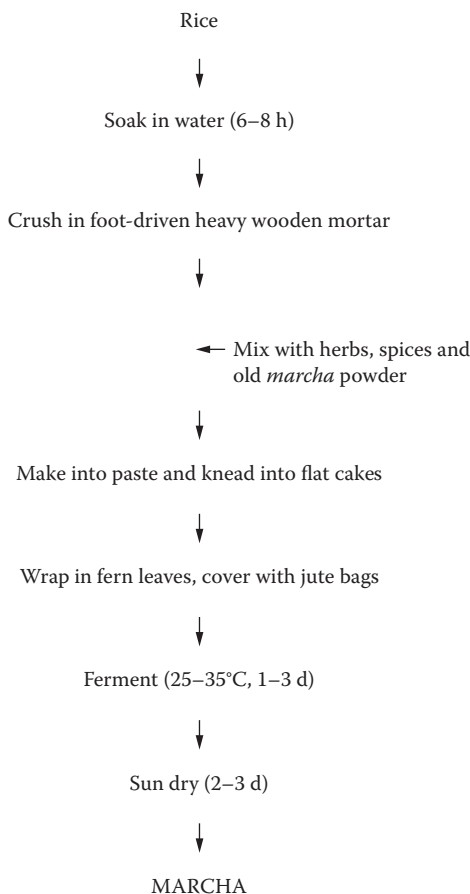 Rice
Soak in water (6–8 h)
Crush in foot-driven heavy wooden mortar
Mix with herbs, spices and
old marcha powder
Make into paste and knead into flat cakes
Wrap in fern leaves, cover with jute bags
Ferment (25–35°C, 1–3 d)
Sun dry (2–3 d)
MARCHA